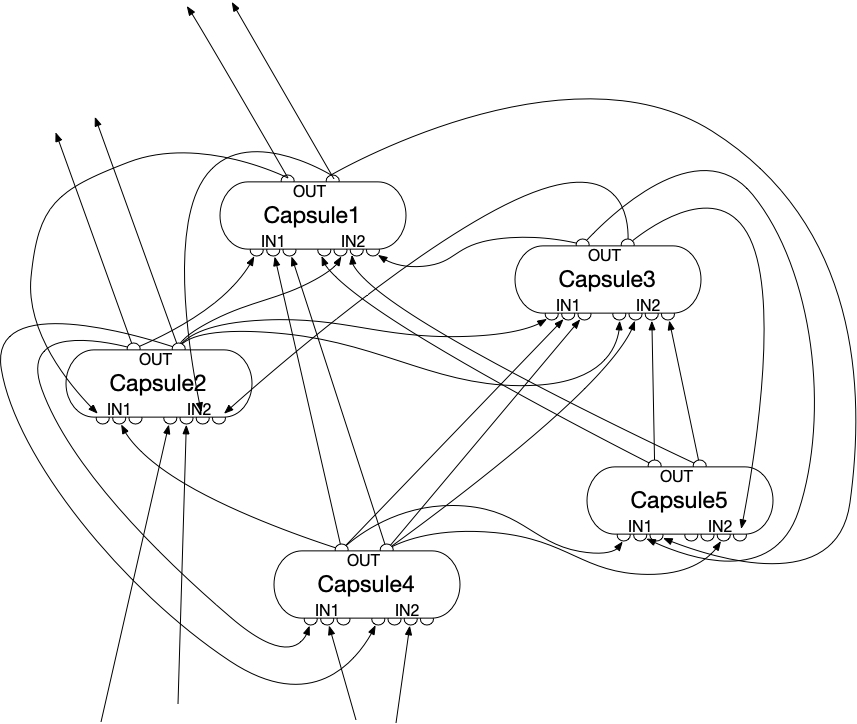 OUT
Capsule1
IN1 IN2
OUT
Capsule3
IN1 IN2
OUT
Capsule2
IN1 IN2
OUT
Capsule5
IN1 IN2
OUT
Capsule4
IN1 IN2